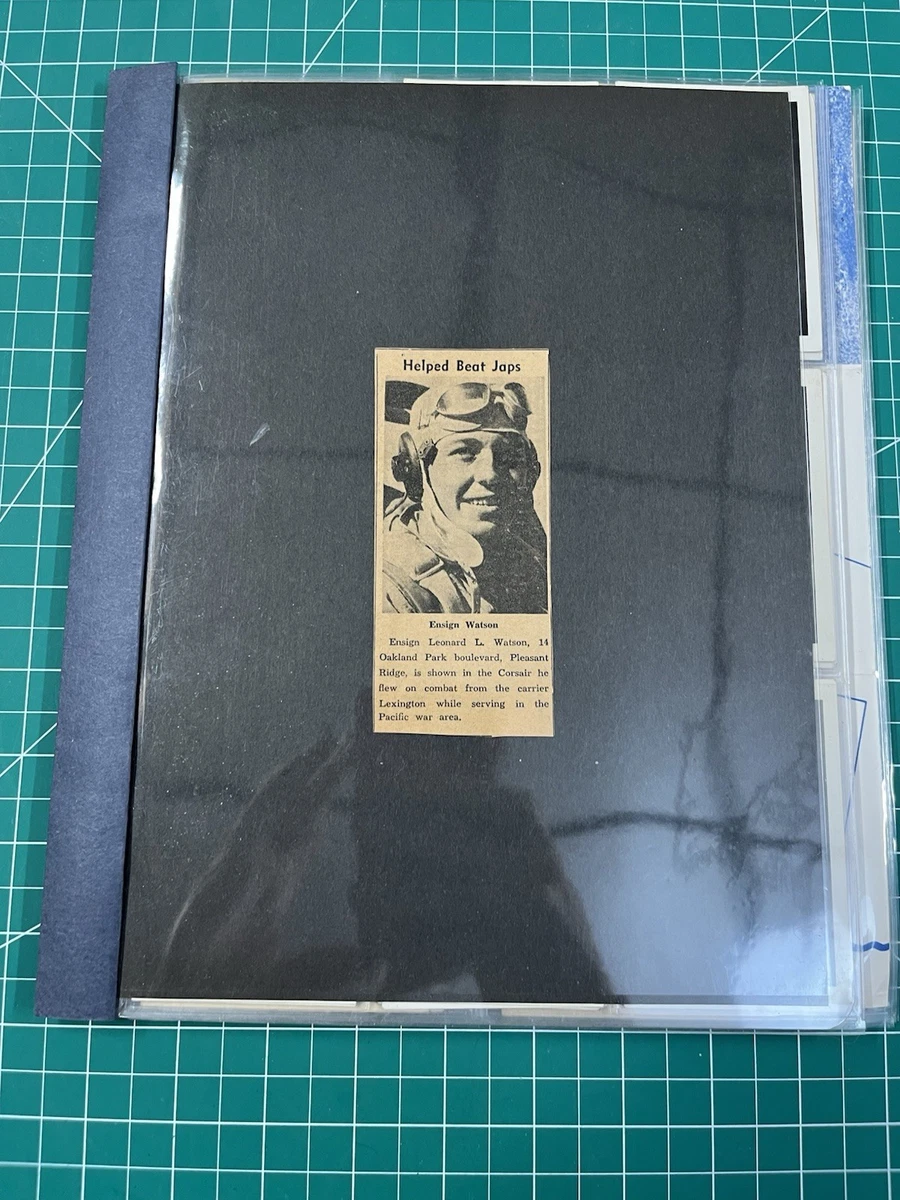 Helped Beat Japs
Ensign Watson
Ensign Leonard L. Watson, 14
Oakland Park boulevard, Pleasant
Ridge, is shown in the Corsair he
flew on combat from the carrier
Lexington while serving in the
Pacific war area.